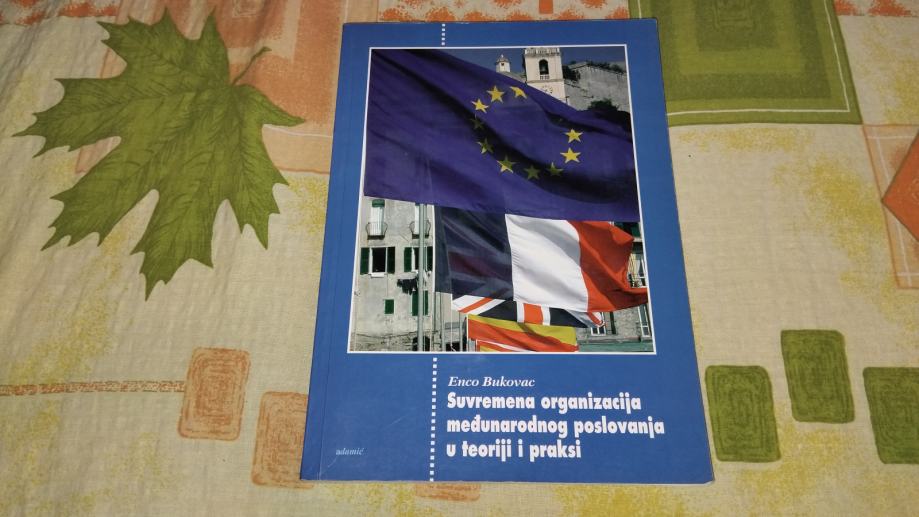 Enco Bukovac
Suvremena organizacija
međunarodnog poslovanja
u teoriji i praksi
adamić